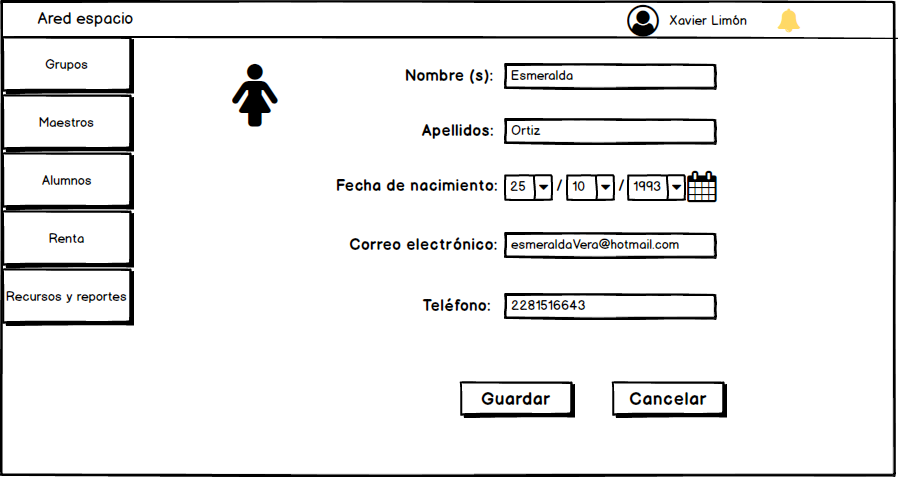 Ared espacio
Xavier Limón
Grupos
Maestros
Alumnos
Renta
Recursos y reportes
Nombre (s): Esmeralda
Apellidos: Ortiz
Fecha de nacimiento: 25 / 10 / 1993
Correo electrónico: esmeraldaVera@hotmail.com
Teléfono: 2281516643
Guardar Cancelar